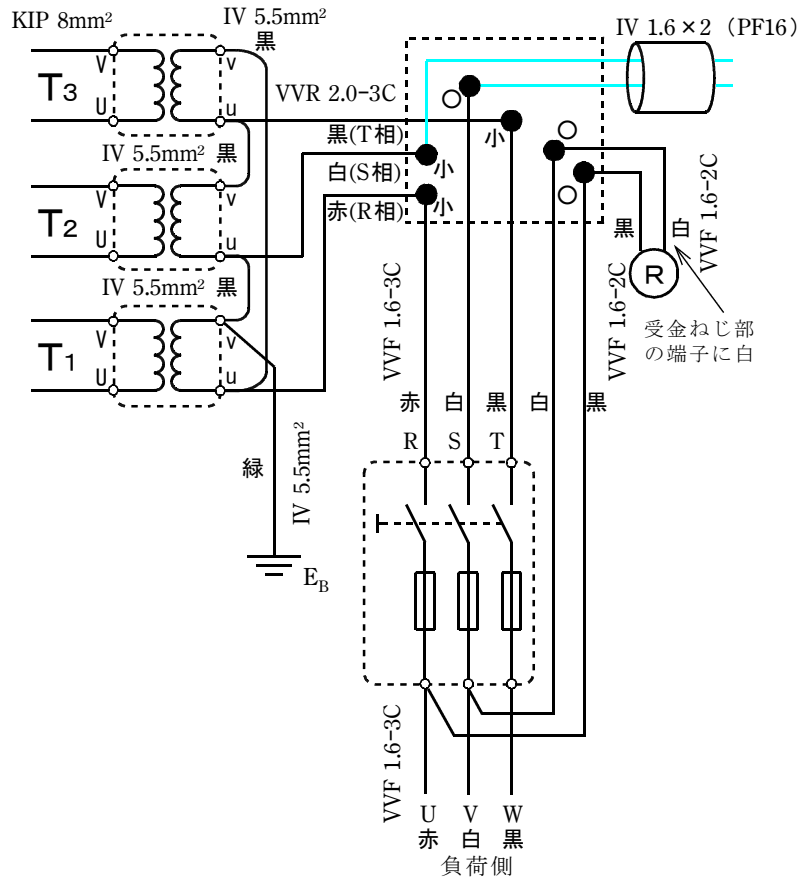 KIP 8mm²
IV 5.5mm²
黒
IV 1.6×2 (PF16)
V
v
T3
U
u
VVR 2.0-3C
○
小
○
黒(T相)
IV 5.5mm² 黒
小
白(S相)
V
v
小
○
赤(R相)
T2
U
u
黒
白
VVF 1.6-2C
R
IV 5.5mm² 黒
VVF 1.6-3C
VVF 1.6-2C
V
v
受金ねじ部
の端子に白
T1
U
u
赤
白
黒
白
黒
R
S
T
緑
IV 5.5mm²
EB
VVF 1.6-3C
U
V
W
赤
白
黒
負荷側